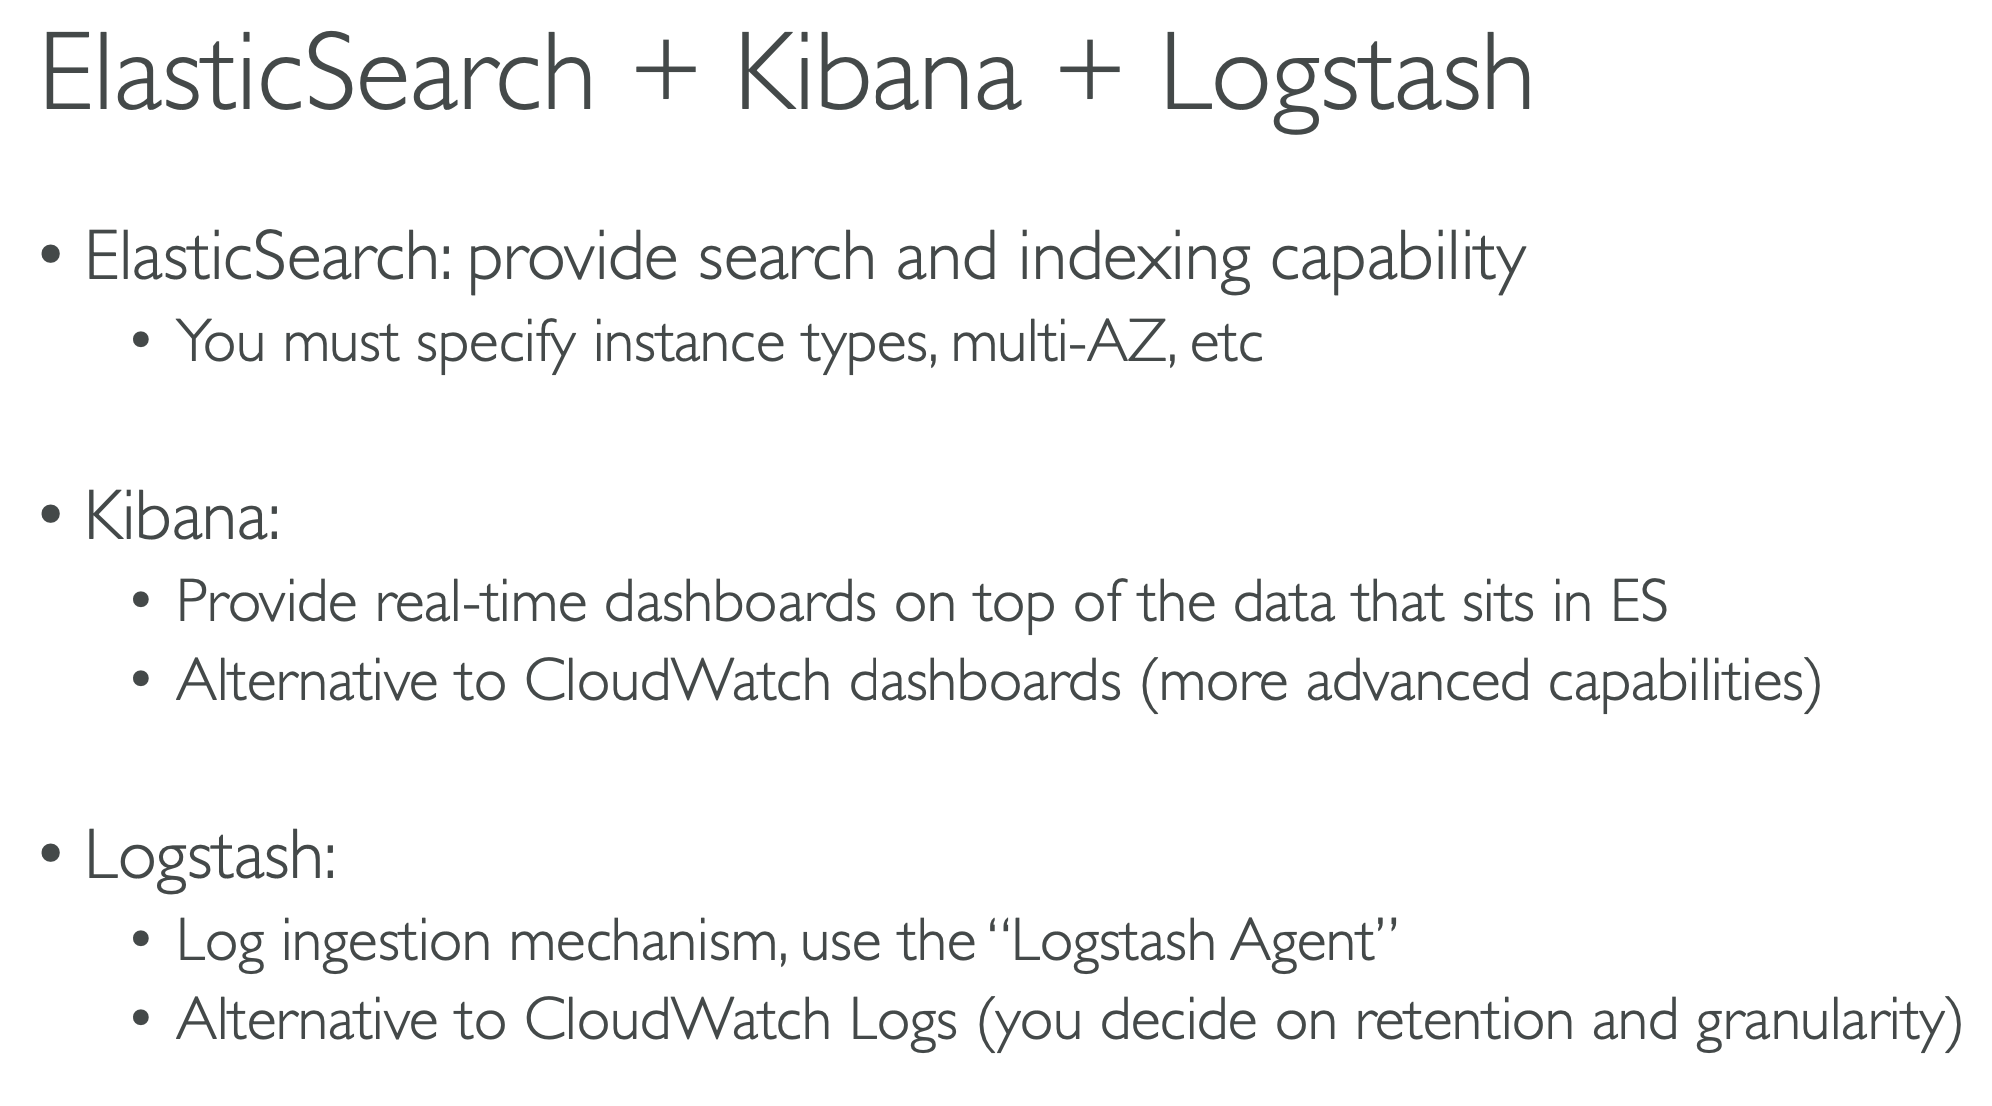 ElasticSearch + Kibana + Logstash
• ElasticSearch: provide search and indexing capability
• You must specify instance types, multi-AZ, etc
• Kibana:
• Provide real-time dashboards on top of the data that sits in ES
• Alternative to CloudWatch dashboards (more advanced capabilities)
• Logstash:
• Log ingestion mechanism, use the “Logstash Agent”
• Alternative to CloudWatch Logs (you decide on retention and granularity)